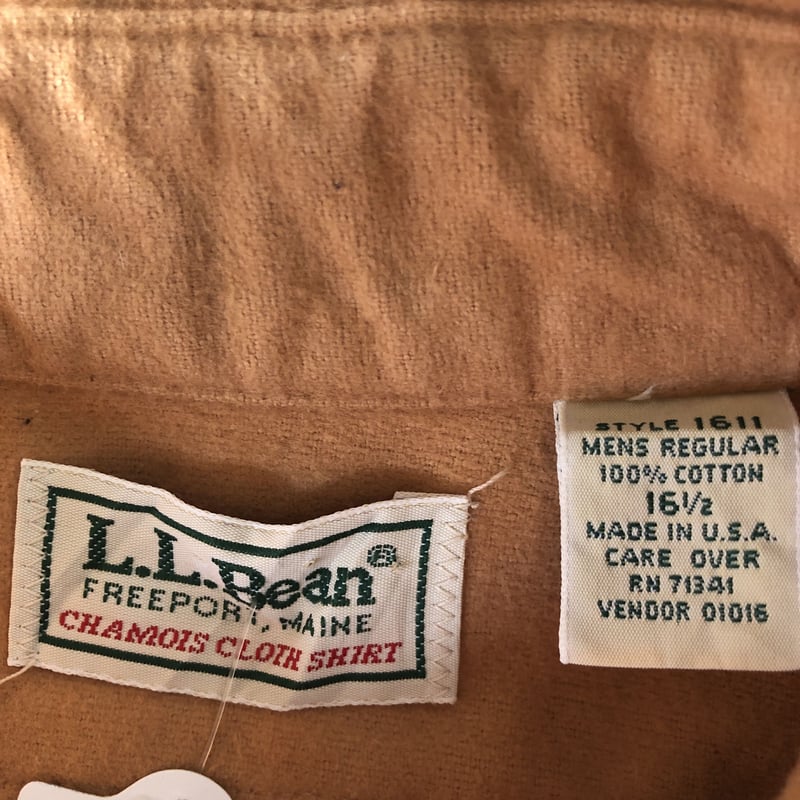 L.L.Bean®
FREEPORT, MAINE
CHAMOIS CLOTH SHIRT
STYLE 1611
MENS REGULAR
100% COTTON
16½
MADE IN U.S.A.
CARE OVER
RN 71341
VENDOR 01016